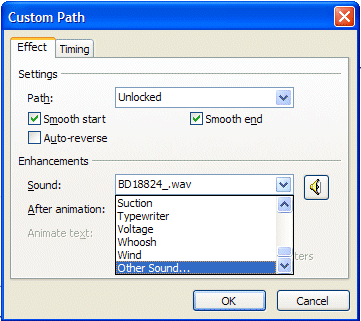 Custom Path
Effect Timing
Settings
Path: Unlocked
Smooth start Smooth end
Auto-reverse
Enhancements
Sound: BD18824_.wav
After animation: Suction
Typewriter
Voltage
Whoosh
Animate text: Wind
Other Sound...
OK Cancel